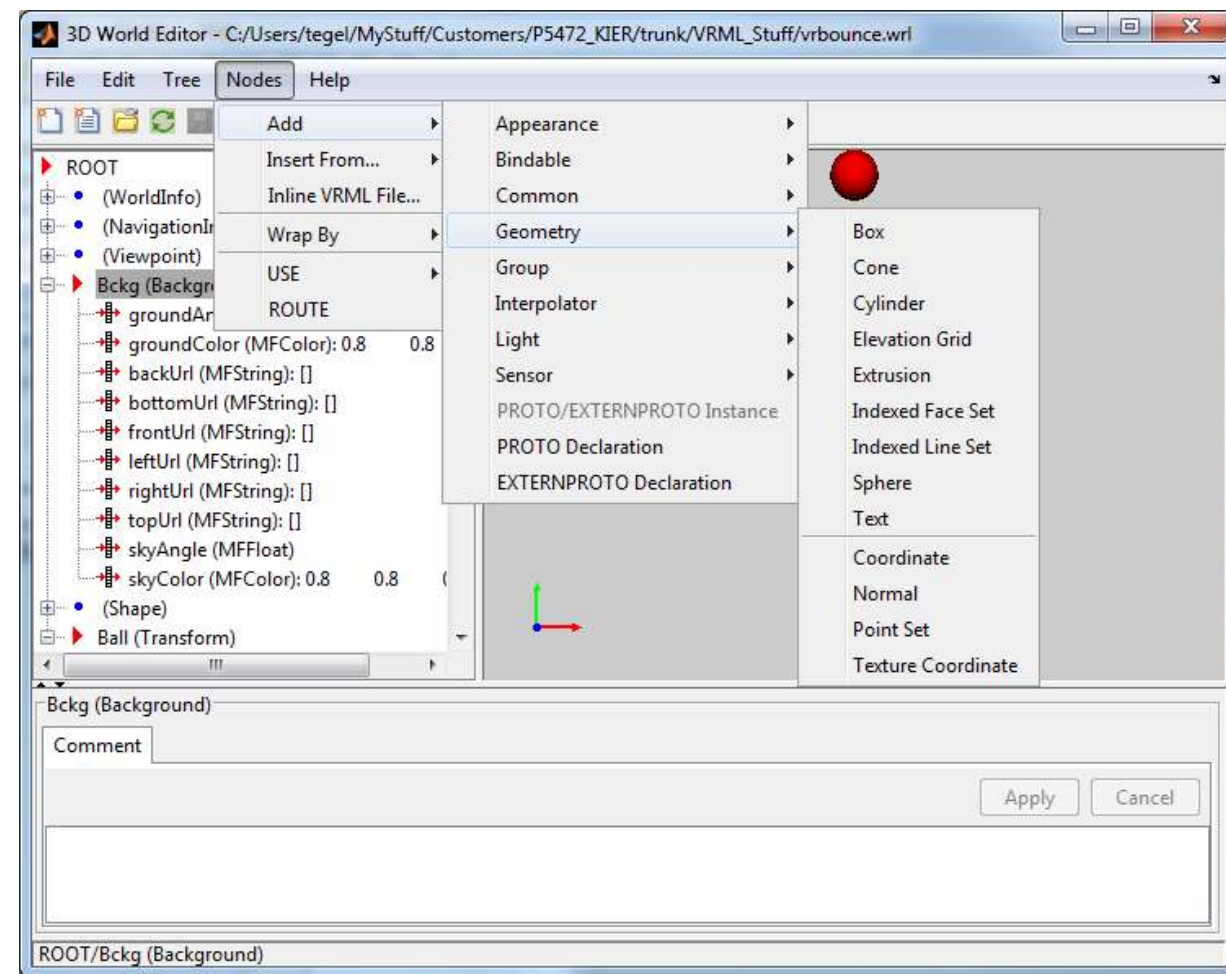 3D World Editor - C:/Users/tegel/MyStuff/Customers/P5472_KIER/trunk/VRML_Stuff/vrbounce.wrl
File Edit Tree Nodes Help
Add
Insert From...
Inline VRML File...
Wrap By
USE
ROUTE
Appearance
Bindable
Common
Geometry
Group
Interpolator
Light
Sensor
PROTO/EXTERNPROTO Instance
PROTO Declaration
EXTERNPROTO Declaration
Box
Cone
Cylinder
Elevation Grid
Extrusion
Indexed Face Set
Indexed Line Set
Sphere
Text
Coordinate
Normal
Point Set
Texture Coordinate
ROOT
(WorldInfo)
(NavigationIn
(Viewpoint)
Bckg (Backgro
groundAn
groundColor (MFColor): 0.8 0.8
backUrl (MFString): []
bottomUrl (MFString): []
frontUrl (MFString): []
leftUrl (MFString): []
rightUrl (MFString): []
topUrl (MFString): []
skyAngle (MFFloat)
skyColor (MFColor): 0.8 0.8
(Shape)
Ball (Transform)
Bckg (Background)
Comment
Apply Cancel
ROOT/Bckg (Background)